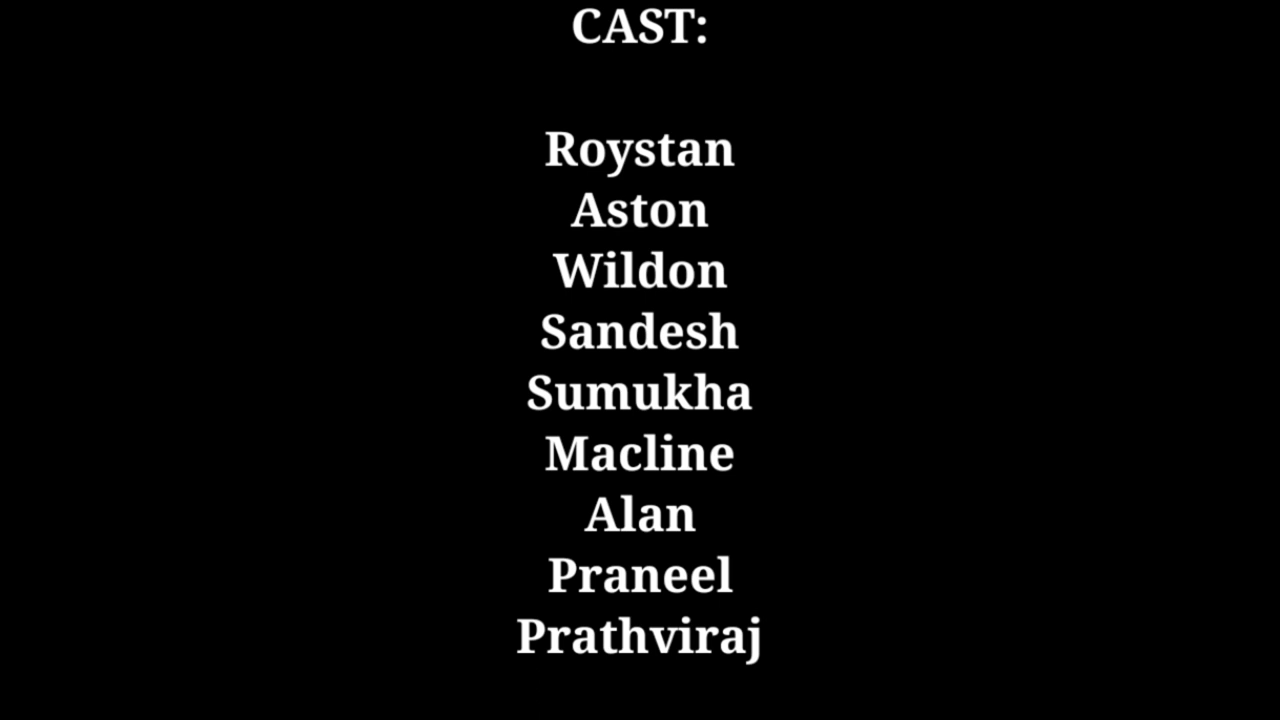 CAST:
Roystan
Aston
Wildon
Sandesh
Sumukha
Macline
Alan
Praneel
Prathviraj